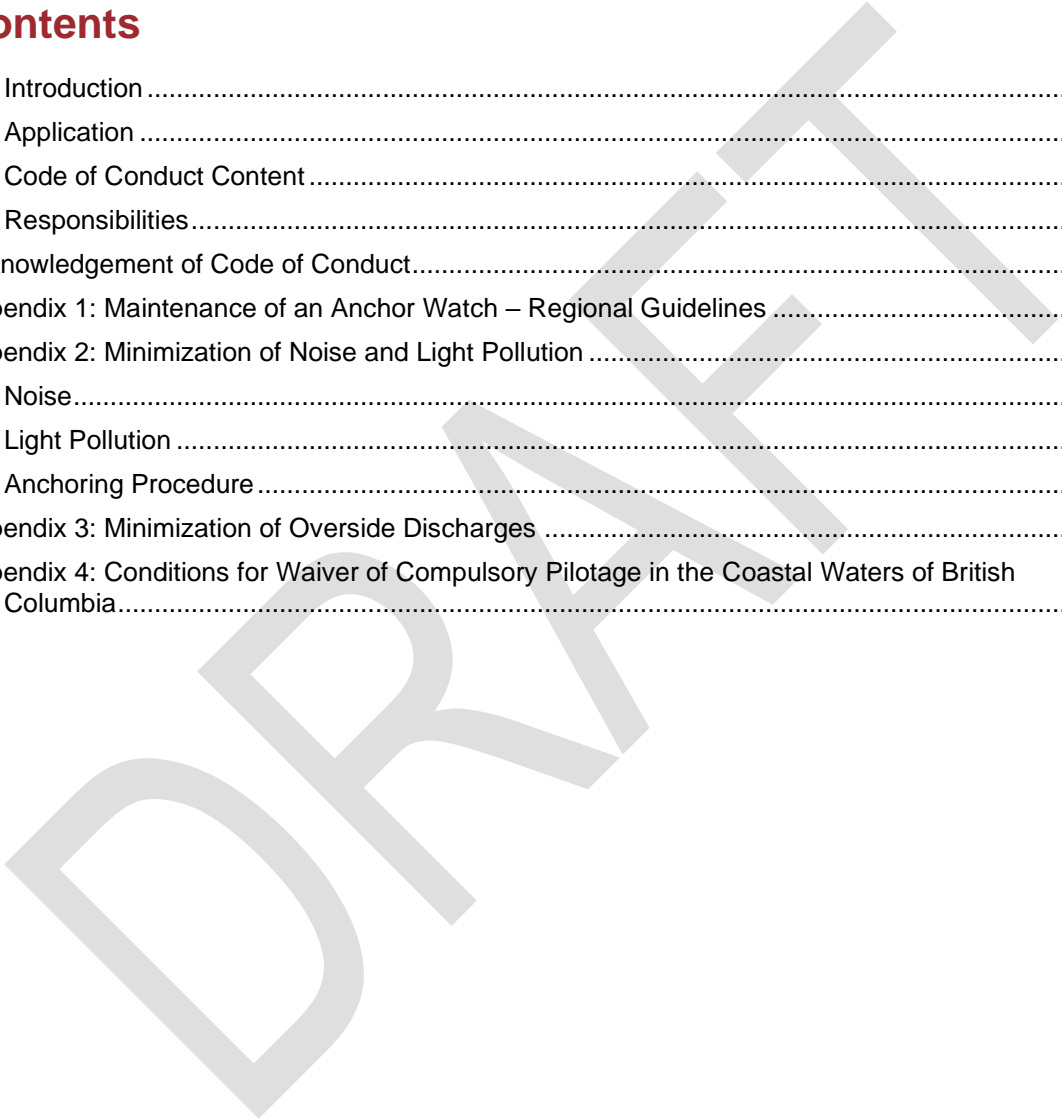 ontents
Introduction ..........
Application ..........
Code of Conduct Content ..........
Responsibilities ..........
nowledgement of Code of Conduct ..........
pendix 1: Maintenance of an Anchor Watch – Regional Guidelines ..........
pendix 2: Minimization of Noise and Light Pollution ..........
Noise ..........
Light Pollution ..........
Anchoring Procedure ..........
pendix 3: Minimization of Overside Discharges ..........
pendix 4: Conditions for Waiver of Compulsory Pilotage in the Coastal Waters of British
Columbia ..........
DRAFT